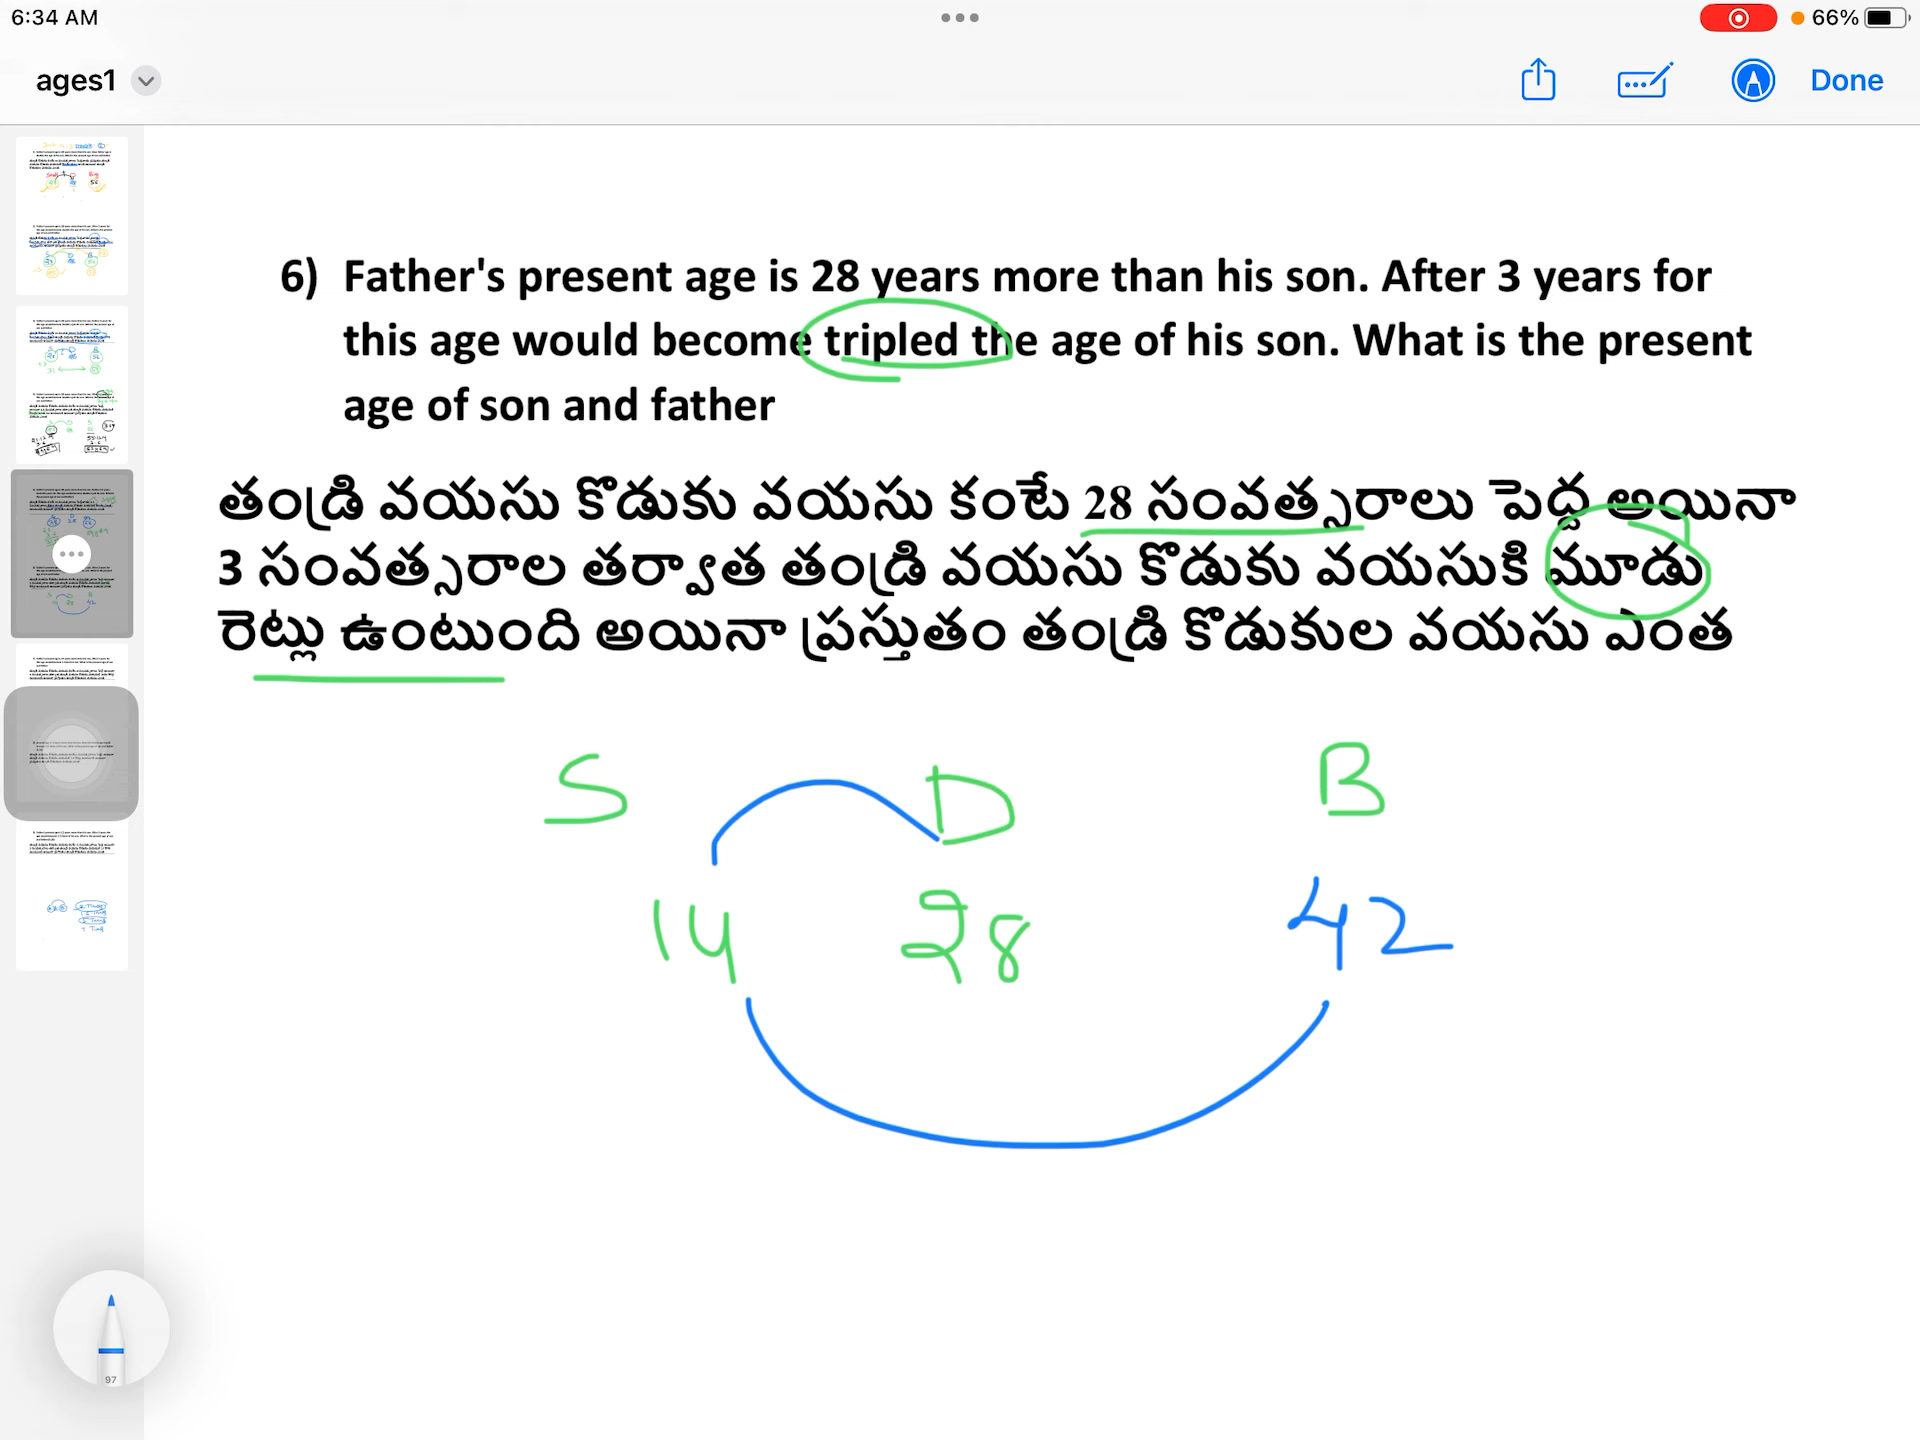 6:34 AM
66%
ages1
Done
6) Father's present age is 28 years more than his son. After 3 years for
this age would become tripled the age of his son. What is the present
age of son and father
తండ్రి వయసు కొడుకు వయసు కంటే 28 సంవత్సరాలు పెద్ద అయినా
3 సంవత్సరాల తర్వాత తండ్రి వయసు కొడుకు వయసుకి మూడు
రెట్లు ఉంటుంది అయినా ప్రస్తుతం తండ్రి కొడుకుల వయసు ఎంత
S D B
14 28 42
97